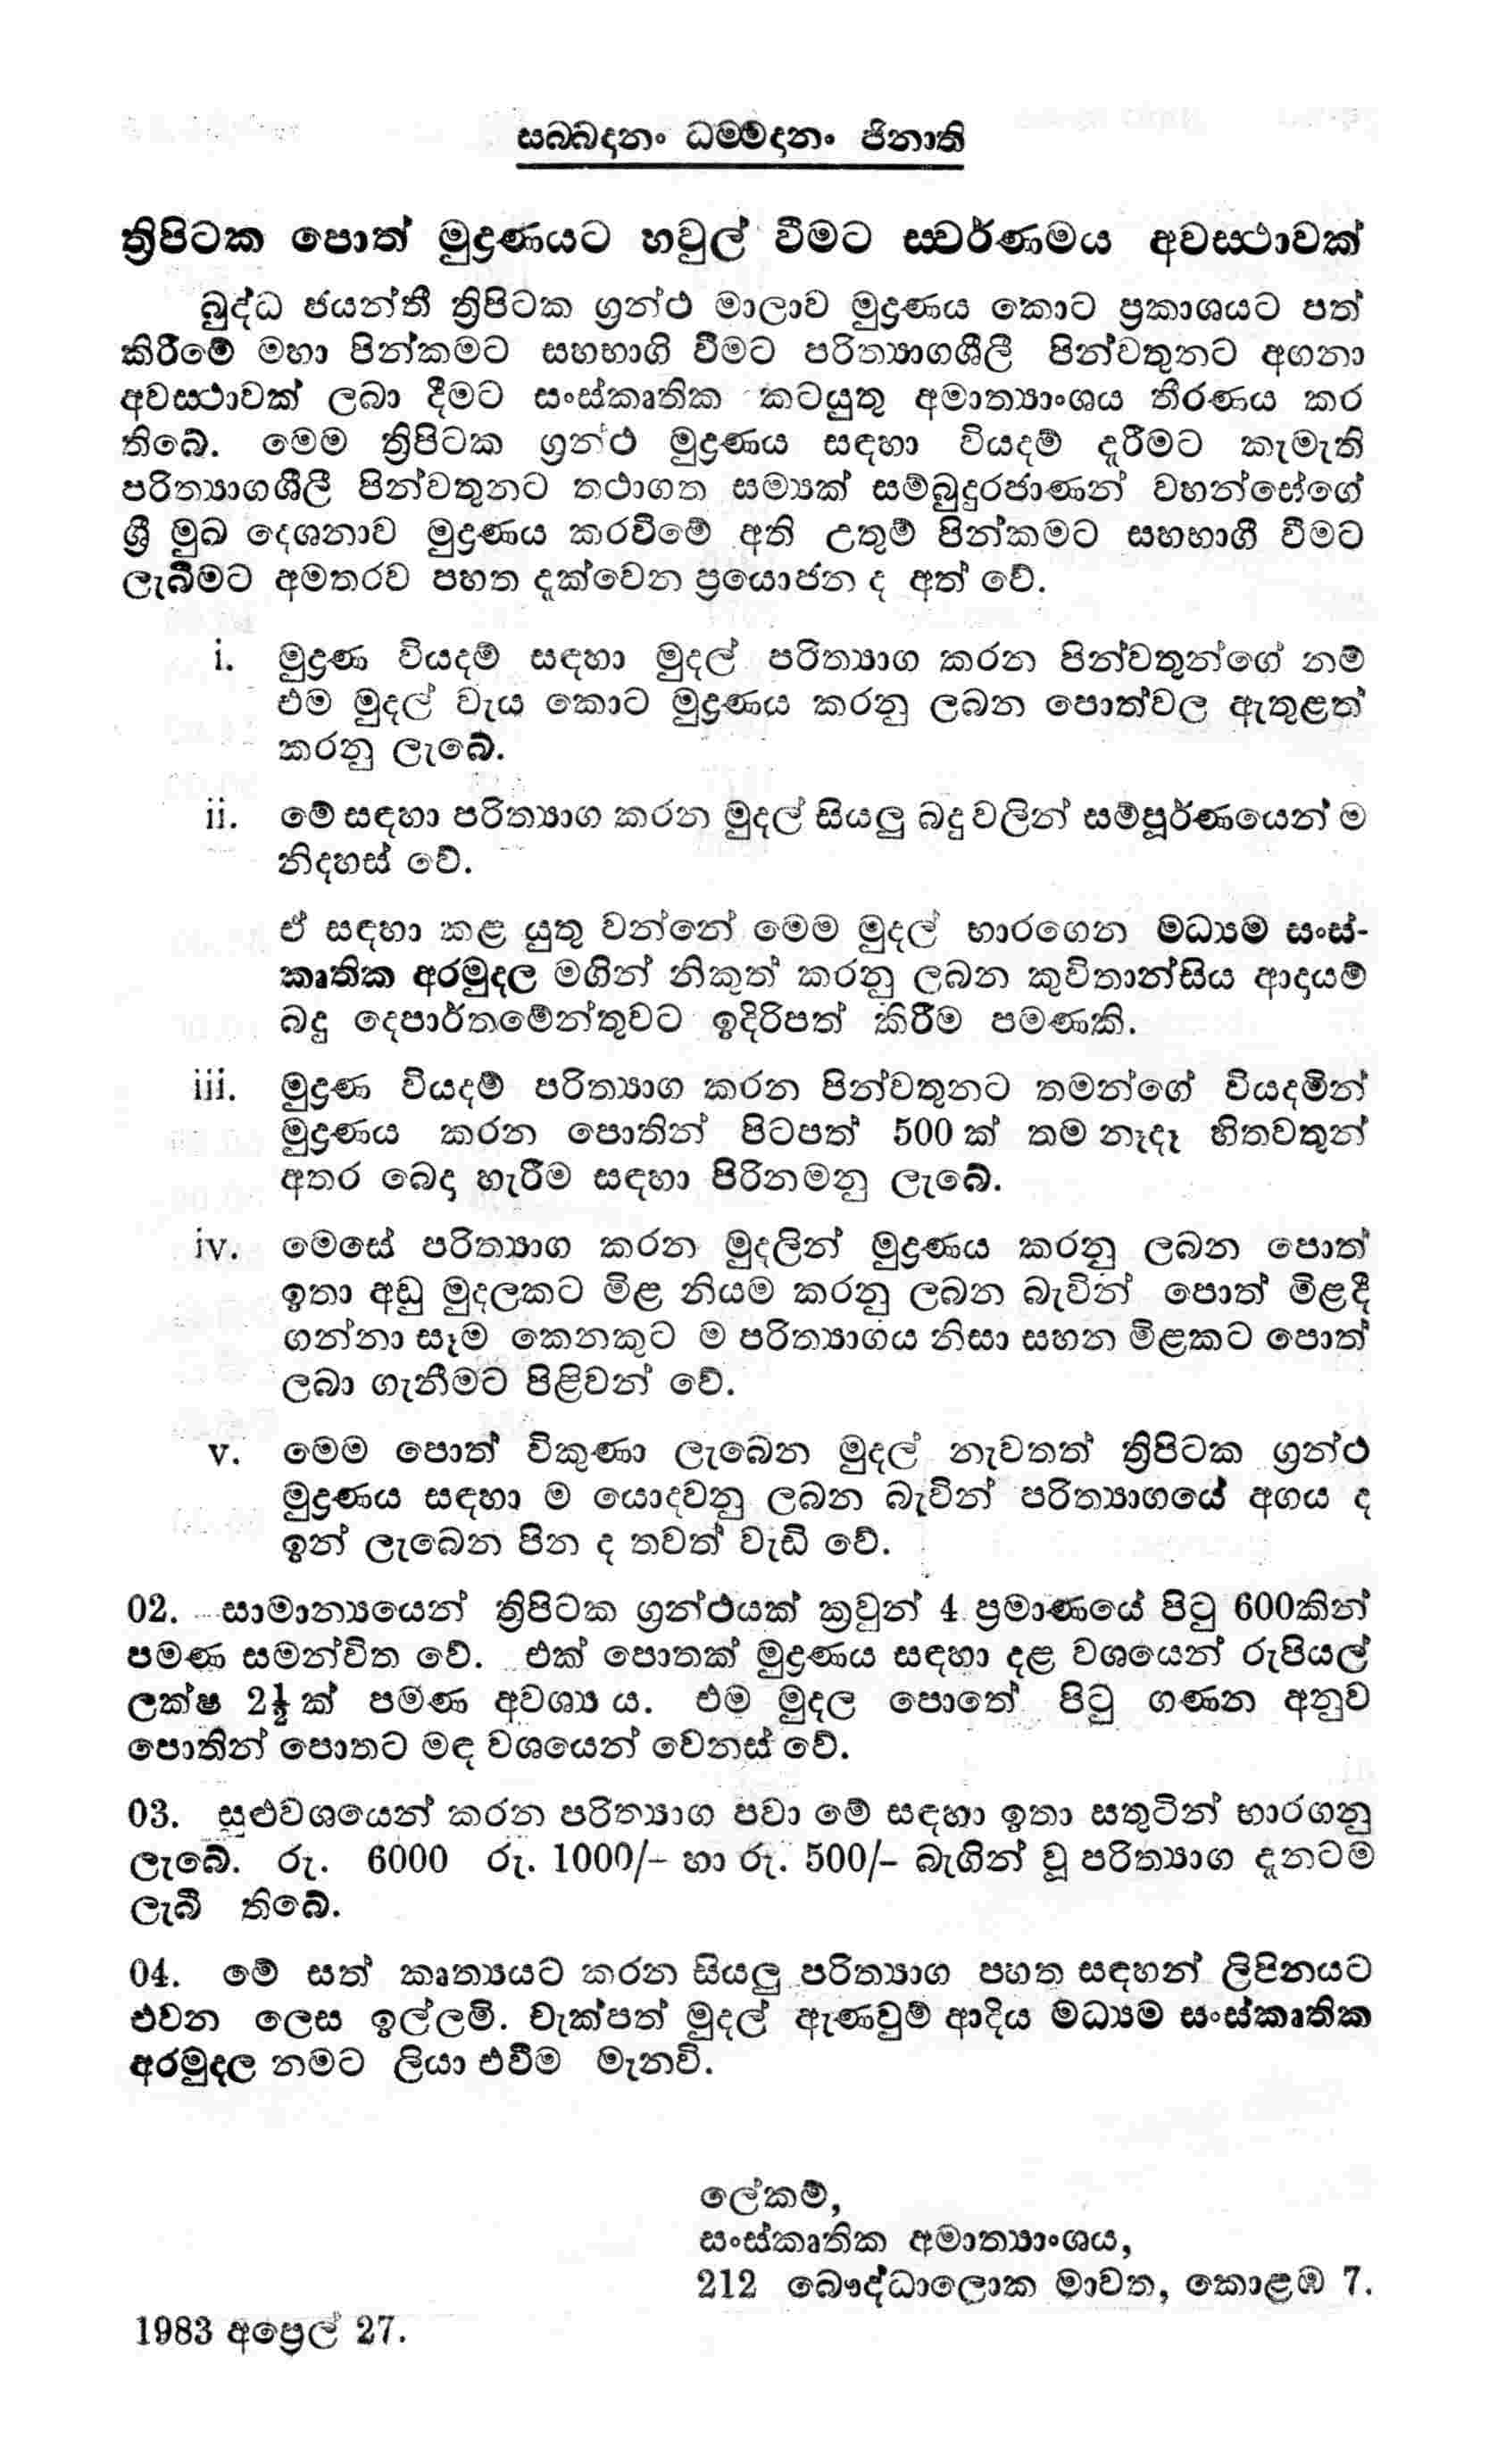 සබ්බදානං ධම්මදානං ජිනාති
ත්‍රිපිටක පොත් මුද්‍රණයට හවුල් වීමට ස්වර්ණමය අවස්ථාවක්
බුද්ධ ජයන්තී ත්‍රිපිටක ග්‍රන්ථ මාලාව මුද්‍රණය කොට ප්‍රකාශයට පත්
කිරීමේ මහා පින්කමට සහභාගි වීමට පරිත්‍යාගශීලී පින්වතුනට අගනා
අවස්ථාවක් ලබා දීමට සංස්කෘතික කටයුතු අමාත්‍යාංශය තීරණය කර
තිබේ. මෙම ත්‍රිපිටක ග්‍රන්ථ මුද්‍රණය සඳහා වියදම් දැරීමට කැමැති
පරිත්‍යාගශීලී පින්වතුනට තථාගත සම්‍යක් සම්බුදුරජාණන් වහන්සේගේ
ශ්‍රී මුඛ දෙශනාව මුද්‍රණය කරවීමේ අති උතුම් පින්කමට සහභාගී වීමට
ලැබීමට අමතරව පහත දැක්වෙන ප්‍රයොජන ද අත් වේ.
i. මුද්‍රණ වියදම් සඳහා මුදල් පරිත්‍යාග කරන පින්වතුන්ගේ නම්
එම මුදල් වැය කොට මුද්‍රණය කරනු ලබන පොත්වල ඇතුළත්
කරනු ලැබේ.
ii. මේ සඳහා පරිත්‍යාග කරන මුදල් සියලු බදුවලින් සම්පූර්ණයෙන් ම
නිදහස් වේ.
ඒ සඳහා කළ යුතු වන්නේ මෙම මුදල් භාරගෙන මධ්‍යම සංස්-
කෘතික අරමුදල මගින් නිකුත් කරනු ලබන කුවිතාන්සිය ආදායම්
බදු දෙපාර්තමේන්තුවට ඉදිරිපත් කිරීම පමණකි.
iii. මුද්‍රණ වියදම් පරිත්‍යාග කරන පින්වතුනට තමන්ගේ වියදමින්
මුද්‍රණය කරන පොතින් පිටපත් 500 ක් තම නෑදෑ හිතවතුන්
අතර බෙදා හැරීම සඳහා පිරිනමනු ලැබේ.
iv. මෙසේ පරිත්‍යාග කරන මුදලින් මුද්‍රණය කරනු ලබන පොත්
ඉතා අඩු මුදලකට මිළ නියම කරනු ලබන බැවින් පොත් මිළදී
ගන්නා සෑම කෙනකුට ම පරිත්‍යාගය නිසා සහන මිළකට පොත්
ලබා ගැනීමට පිළිවන් වේ.
v. මෙම පොත් විකුණා ලැබෙන මුදල් නැවතත් ත්‍රිපිටක ග්‍රන්ථ
මුද්‍රණය සඳහා ම යොදවනු ලබන බැවින් පරිත්‍යාගයේ අගය ද
ඉන් ලැබෙන පින ද තවත් වැඩි වේ.
02. සාමාන්‍යයෙන් ත්‍රිපිටක ග්‍රන්ථයක් ක්‍රවුන් 4 ප්‍රමාණයේ පිටු 600කින්
පමණ සමන්විත වේ. එක් පොතක් මුද්‍රණය සඳහා දළ වශයෙන් රුපියල්
ලක්ෂ 2½ ක් පමණ අවශ්‍ය ය. එම මුදල පොතේ පිටු ගණන අනුව
පොතින් පොතට මඳ වශයෙන් වෙනස් වේ.
03. සුළුවශයෙන් කරන පරිත්‍යාග පවා මේ සඳහා ඉතා සතුටින් භාරගනු
ලැබේ. රු. 6000 රු. 1000/- හා රු. 500/- බැගින් වූ පරිත්‍යාග දැනටම
ලැබී තිබේ.
04. මේ සත් කෘත්‍යයට කරන සියලු පරිත්‍යාග පහත සඳහන් ලිපිනයට
එවන ලෙස ඉල්ලමි. චැක්පත් මුදල් ඇණවුම් ආදිය මධ්‍යම සංස්කෘතික
අරමුදල නමට ලියා එවීම මැනවි.
ලේකම්,
සංස්කෘතික අමාත්‍යාංශය,
212 බෞද්ධාලොක මාවත, කොළඹ 7.
1983 අප්‍රේල් 27.